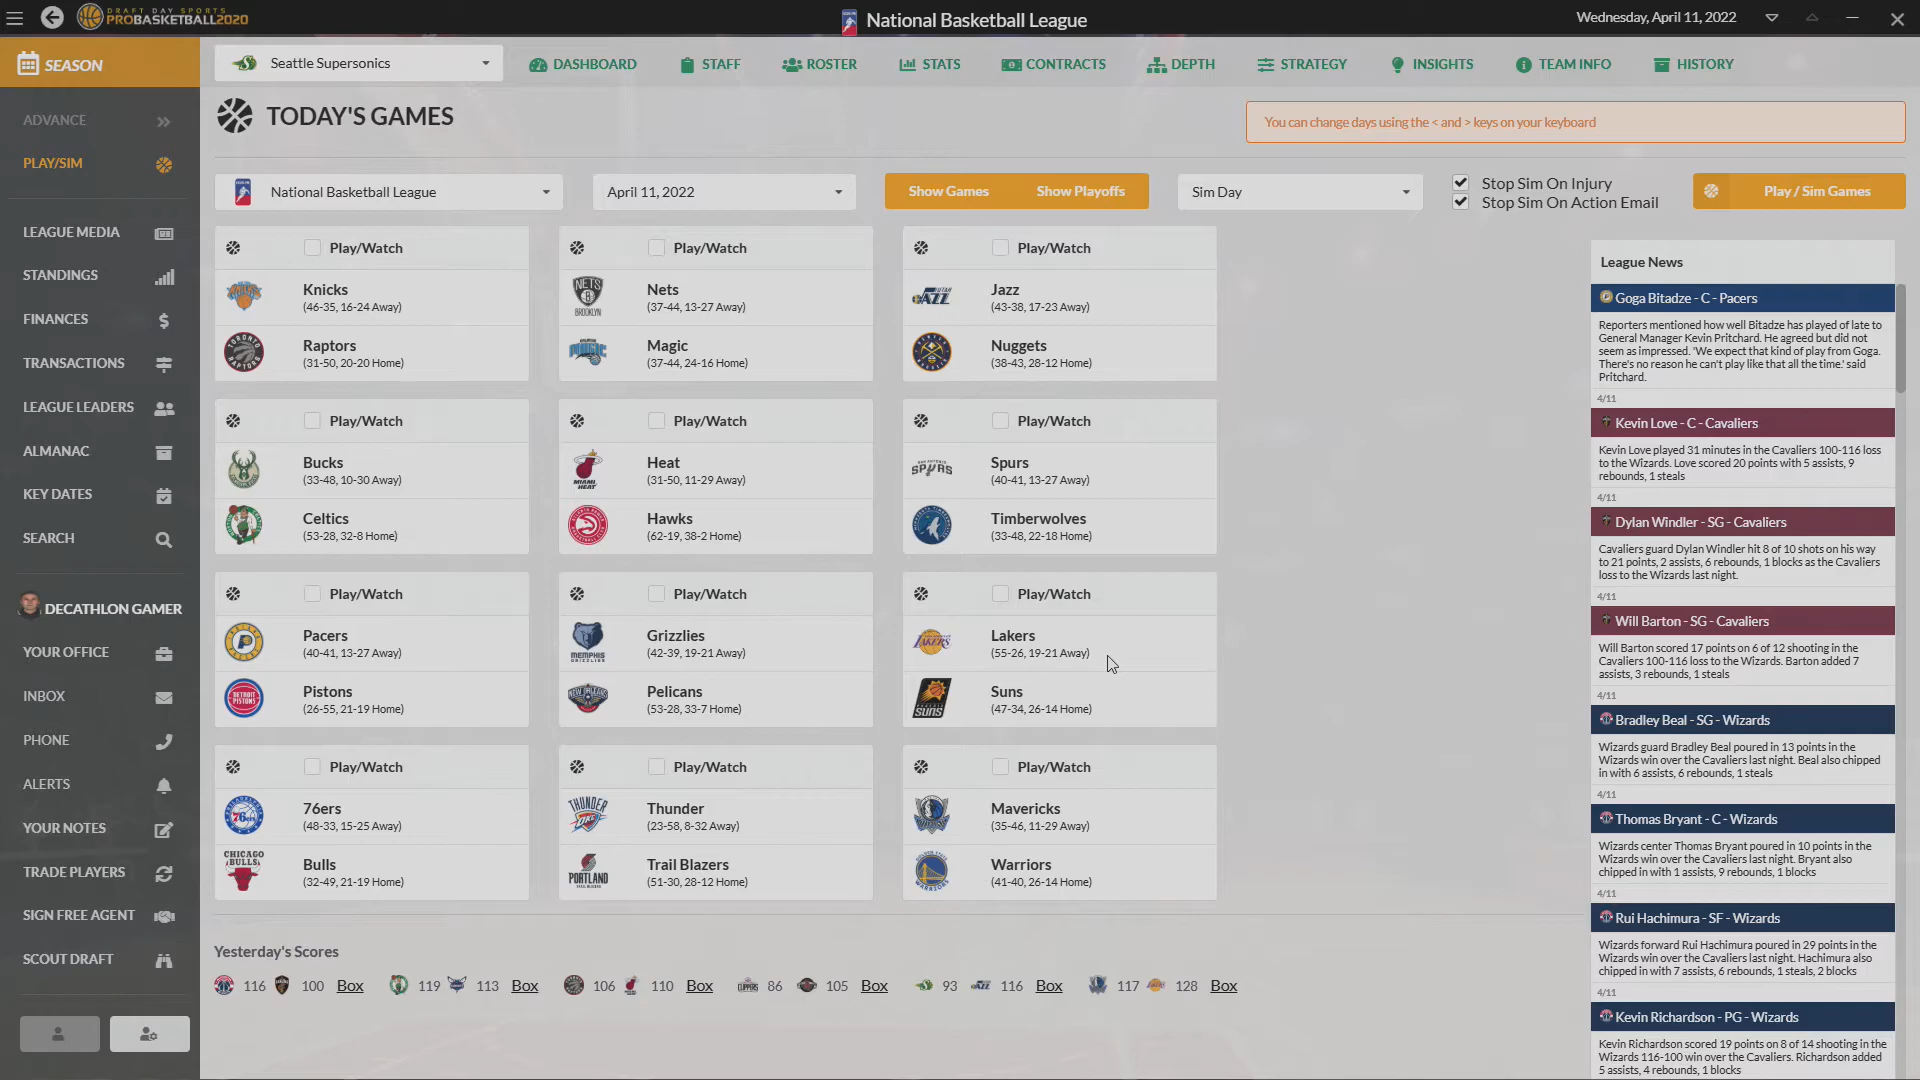 DRAFT DAY SPORTS
PROBASKETBALL2020
National Basketball League
Wednesday, April 11, 2022
SEASON
ADVANCE
PLAY/SIM
LEAGUE MEDIA
STANDINGS
FINANCES
TRANSACTIONS
LEAGUE LEADERS
ALMANAC
KEY DATES
SEARCH
DECATHLON GAMER
YOUR OFFICE
INBOX
PHONE
ALERTS
YOUR NOTES
TRADE PLAYERS
SIGN FREE AGENT
SCOUT DRAFT
Seattle Supersonics
DASHBOARD
STAFF
ROSTER
STATS
CONTRACTS
DEPTH
STRATEGY
INSIGHTS
TEAM INFO
HISTORY
TODAY'S GAMES
You can change days using the < and > keys on your keyboard
National Basketball League
April 11, 2022
Show Games
Show Playoffs
Sim Day
Stop Sim On Injury
Stop Sim On Action Email
Play / Sim Games
Play/Watch
Knicks
(46-35, 16-24 Away)
Raptors
(31-50, 20-20 Home)
Play/Watch
Nets
(37-44, 13-27 Away)
Magic
(37-44, 24-16 Home)
Play/Watch
Jazz
(43-38, 17-23 Away)
Nuggets
(38-43, 28-12 Home)
Play/Watch
Bucks
(33-48, 10-30 Away)
Celtics
(53-28, 32-8 Home)
Play/Watch
Heat
(31-50, 11-29 Away)
Hawks
(62-19, 38-2 Home)
Play/Watch
Spurs
(40-41, 13-27 Away)
Timberwolves
(33-48, 22-18 Home)
Play/Watch
Pacers
(40-41, 13-27 Away)
Pistons
(26-55, 21-19 Home)
Play/Watch
Grizzlies
(42-39, 19-21 Away)
Pelicans
(53-28, 33-7 Home)
Play/Watch
Lakers
(55-26, 19-21 Away)
Suns
(47-34, 26-14 Home)
Play/Watch
76ers
(48-33, 15-25 Away)
Bulls
(32-49, 21-19 Home)
Play/Watch
Thunder
(23-58, 8-32 Away)
Trail Blazers
(51-30, 28-12 Home)
Play/Watch
Mavericks
(35-46, 11-29 Away)
Warriors
(41-40, 26-14 Home)
Yesterday's Scores
116 100 Box
119 113 Box
106 110 Box
86 105 Box
93 116 Box
117 128 Box
League News
Goga Bitadze - C - Pacers
Reporters mentioned how well Bitadze has played of late to
General Manager Kevin Pritchard. He agreed but did not
seem as impressed. 'We expect that kind of play from Goga.
There's no reason he can't play like that all the time.' said
Pritchard.
4/11
Kevin Love - C - Cavaliers
Kevin Love played 31 minutes in the Cavaliers 100-116 loss
to the Wizards. Love scored 20 points with 5 assists, 9
rebounds, 1 steals
4/11
Dylan Windler - SG - Cavaliers
Cavaliers guard Dylan Windler hit 8 of 10 shots on his way
to 21 points, 2 assists, 6 rebounds, 1 blocks as the Cavaliers
loss to the Wizards last night.
4/11
Will Barton - SG - Cavaliers
Will Barton scored 17 points on 6 of 12 shooting in the
Cavaliers 100-116 loss to the Wizards. Barton added 7
assists, 3 rebounds, 1 steals
4/11
Bradley Beal - SG - Wizards
Wizards guard Bradley Beal poured in 13 points in the
Wizards win over the Cavaliers last night. Beal also chipped
in with 6 assists, 6 rebounds, 1 steals
4/11
Thomas Bryant - C - Wizards
Wizards center Thomas Bryant poured in 10 points in the
Wizards win over the Cavaliers last night. Bryant also
chipped in with 1 assists, 9 rebounds, 1 blocks
4/11
Rui Hachimura - SF - Wizards
Wizards forward Rui Hachimura poured in 29 points in the
Wizards win over the Cavaliers last night. Hachimura also
chipped in with 7 assists, 6 rebounds, 1 steals, 2 blocks
4/11
Kevin Richardson - PG - Wizards
Kevin Richardson scored 19 points on 8 of 14 shooting in the
Wizards 116-100 win over the Cavaliers. Richardson added
5 assists, 4 rebounds, 1 blocks